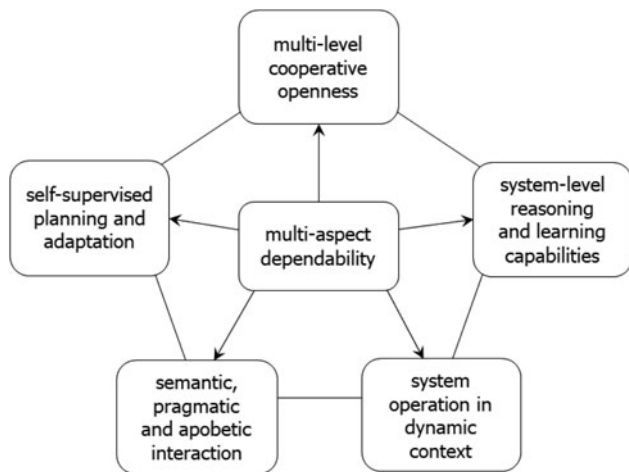 multi-level
cooperative
openness
self-supervised
planning and
adaptation
multi-aspect
dependability
system-level
reasoning
and learning
capabilities
semantic,
pragmatic
and apobetic
interaction
system
operation in
dynamic
context